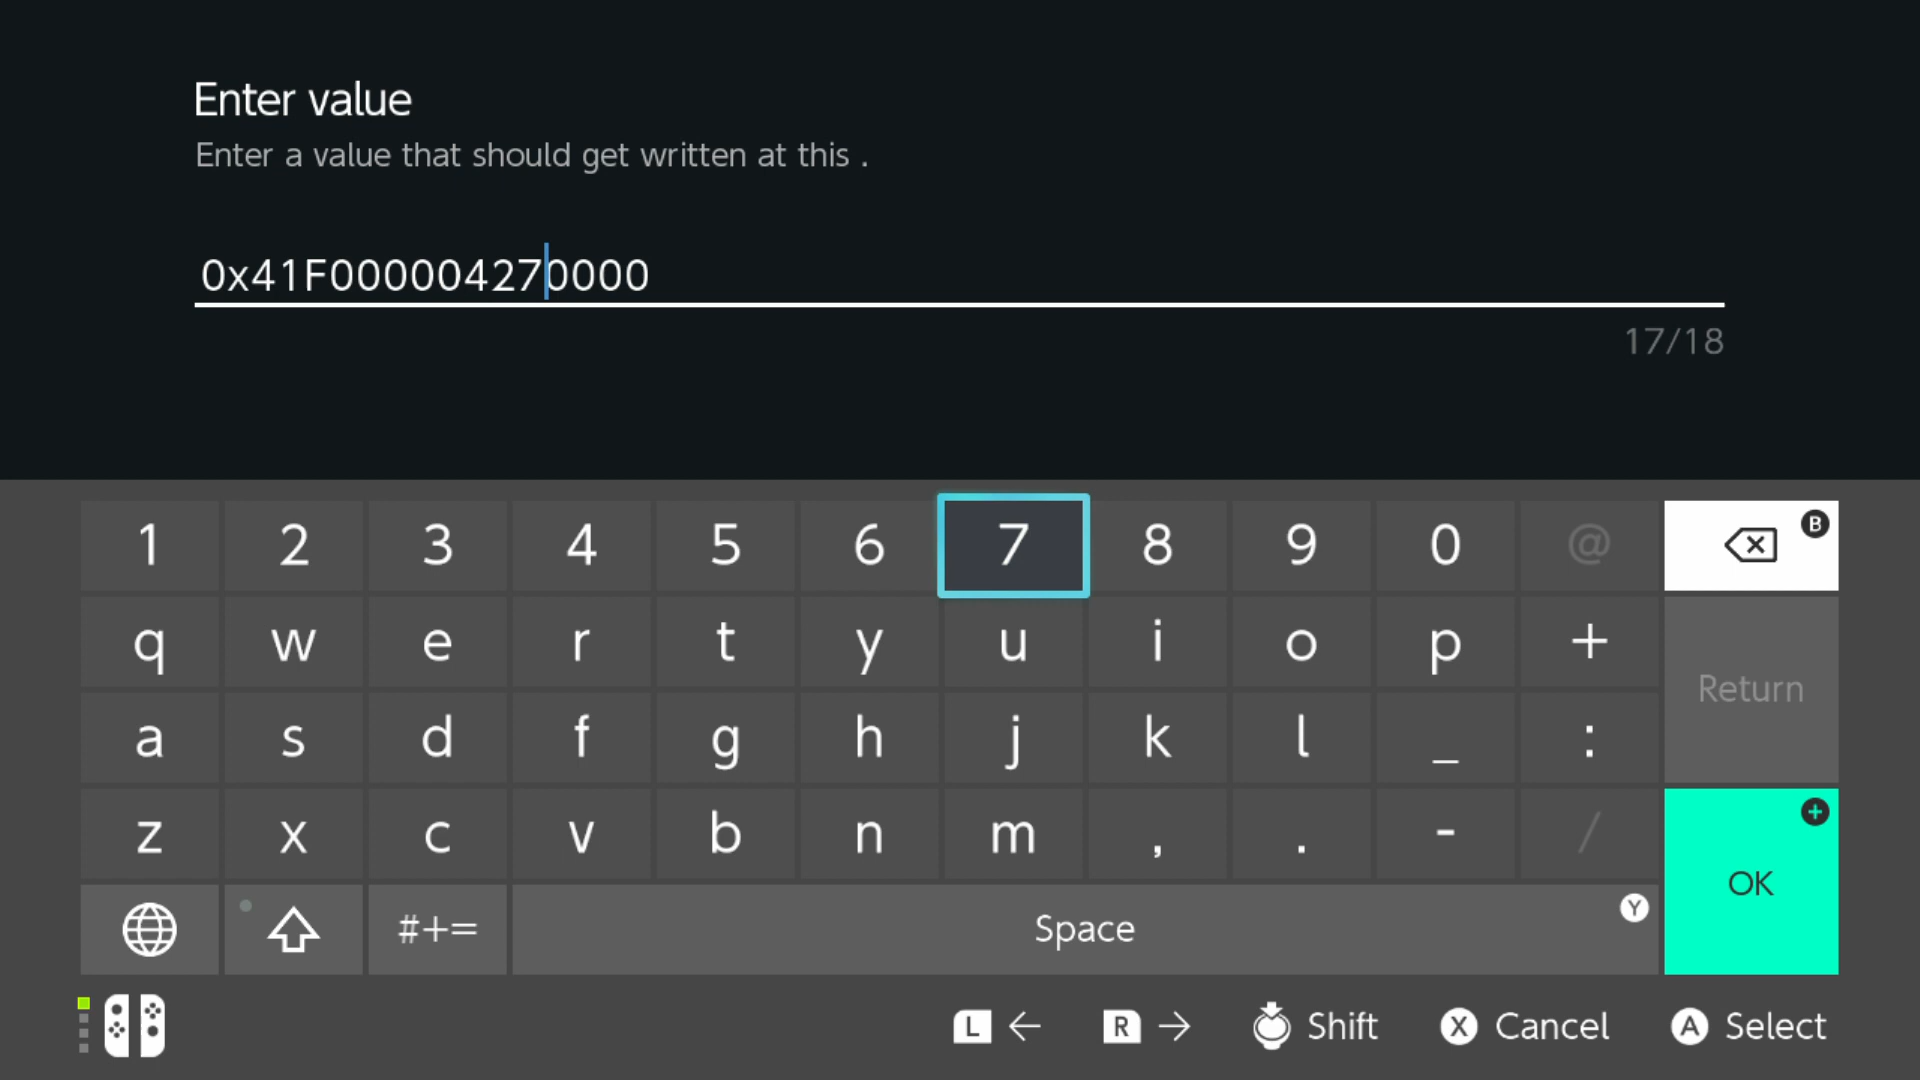 Enter value
Enter a value that should get written at this .
0x41F000004270000
17/18
1 2 3 4 5 6 7 8 9 0 @ B
q w e r t y u i o p +
Return
a s d f g h j k l _ :
z x c v b n m , . - /
OK
#+= Space Y
L ← R → Shift X Cancel A Select